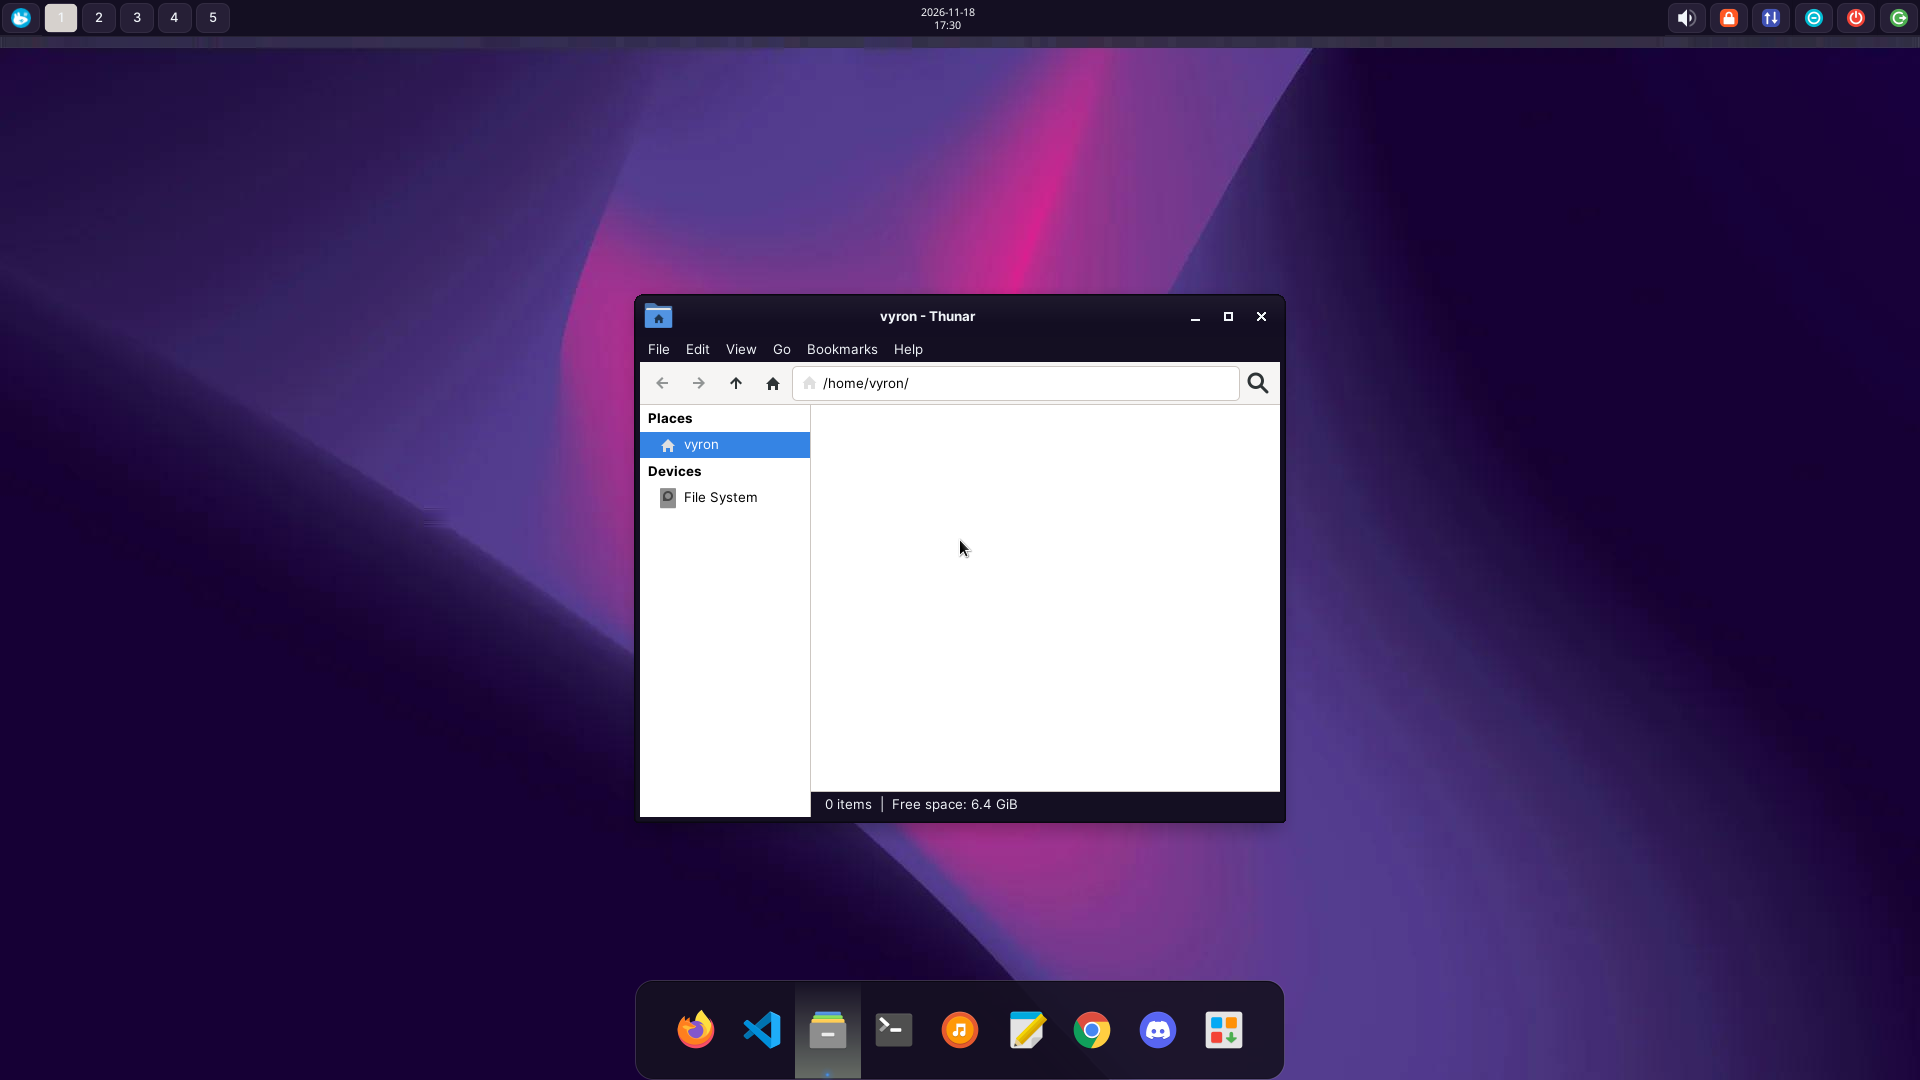 1 2 3 4 5
2026-11-18
17:30
vyron - Thunar
File Edit View Go Bookmarks Help
/home/vyron/
Places
vyron
Devices
File System
0 items | Free space: 6.4 GiB